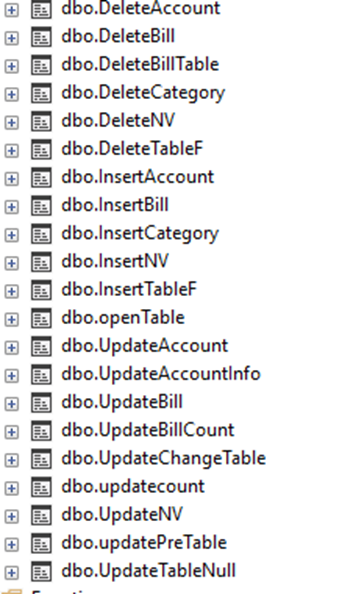 dbo.DeleteAccount
dbo.DeleteBill
dbo.DeleteBillTable
dbo.DeleteCategory
dbo.DeleteNV
dbo.DeleteTableF
dbo.InsertAccount
dbo.InsertBill
dbo.InsertCategory
dbo.InsertNV
dbo.InsertTableF
dbo.openTable
dbo.UpdateAccount
dbo.UpdateAccountInfo
dbo.UpdateBill
dbo.UpdateBillCount
dbo.UpdateChangeTable
dbo.updatecount
dbo.UpdateNV
dbo.updatePreTable
dbo.UpdateTableNull